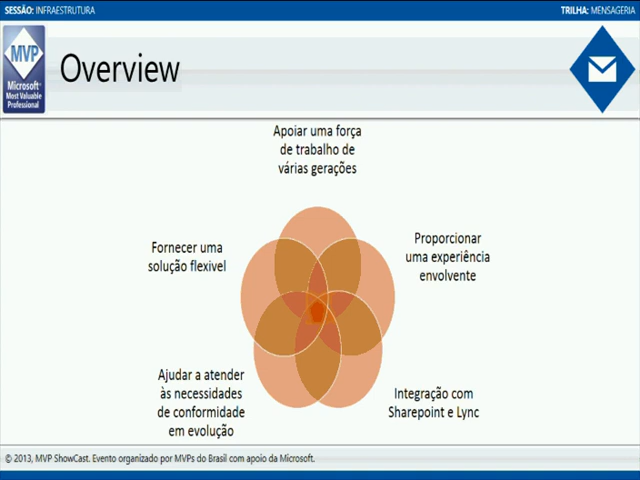 SESSÃO: INFRAESTRUTURA
TRILHA: MENSAGERIA
MVP
Microsoft®
Most Valuable
Professional
Overview
Apoiar uma força
de trabalho de
várias gerações
Fornecer uma
solução flexivel
Proporcionar
uma experiência
envolvente
Ajudar a atender
às necessidades
de conformidade
em evolução
Integração com
Sharepoint e Lync
© 2013, MVP ShowCast. Evento organizado por MVPs do Brasil com apoio da Microsoft.